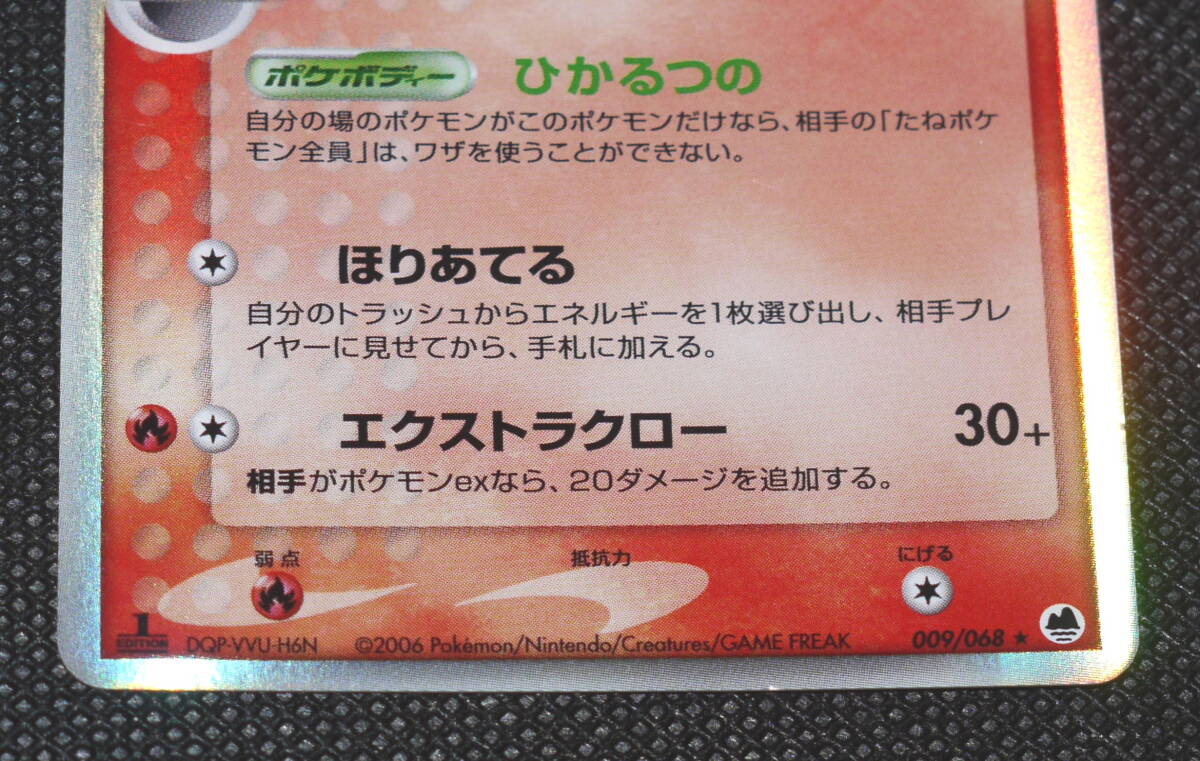 ポケボディー ひかるつの
自分の場のポケモンがこのポケモンだけなら、相手の「たねポケ
モン全員」は、ワザを使うことができない。
ほりあてる
自分のトラッシュからエネルギーを1枚選び出し、相手プレ
イヤーに見せてから、手札に加える。
エクストラクロー 30+
相手がポケモンexなら、20ダメージを追加する。
弱点 抵抗力 にげる
1 EDITION DQP-VVU-H6N ©2006 Pokémon/Nintendo/Creatures/GAME FREAK 009/068 ★